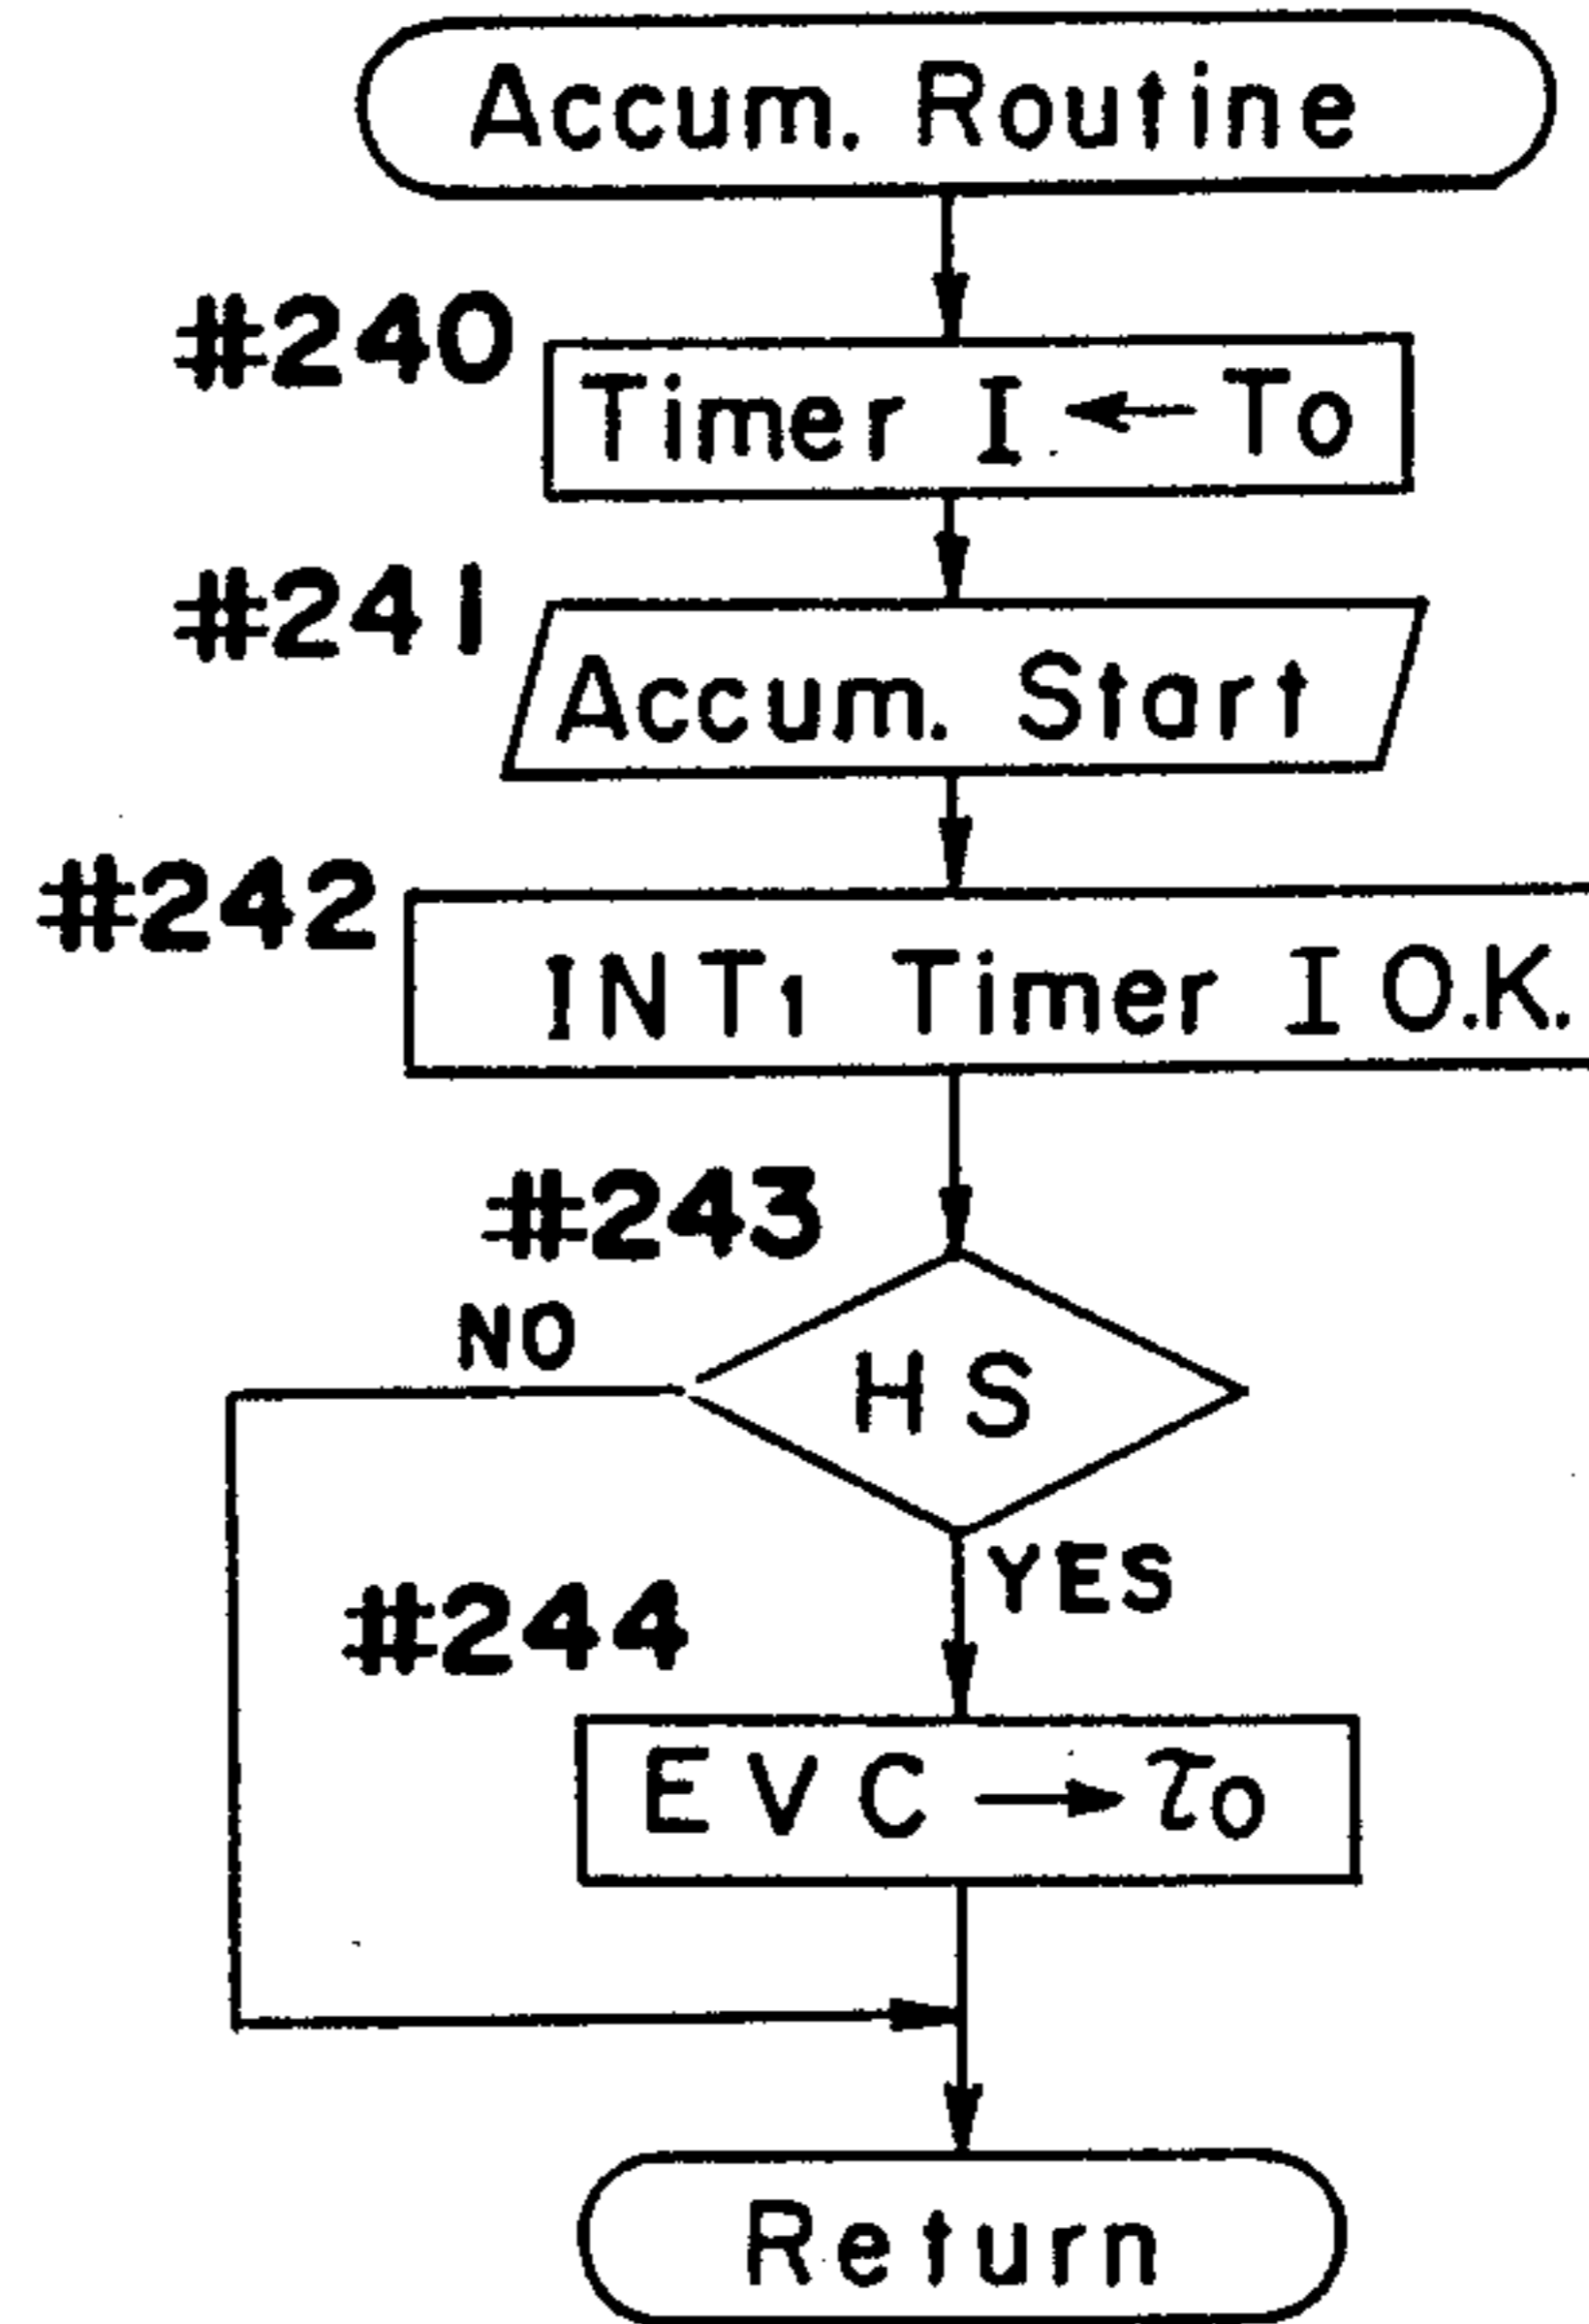 Accum. Routine
#240
Timer I ← To
#241
Accum. Start
#242
INT1 Timer I O.K.
#243
NO
HS
YES
#244
EVC → τo
Return